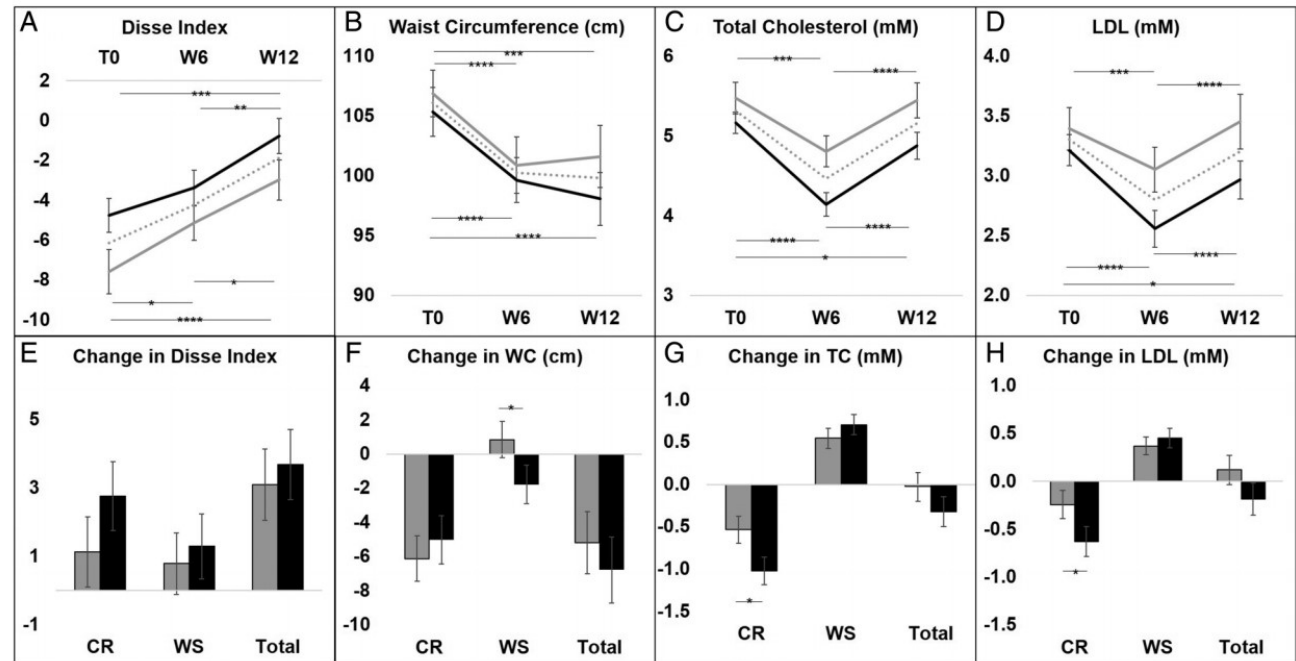 A
Disse Index
T0 W6 W12
2
0
-2
-4
-6
-8
-10
***
**
*
*
****
B
Waist Circumference (cm)
110
105
100
95
90
***
****
****
****
T0 W6 W12
C
Total Cholesterol (mM)
6
5
4
3
***
****
****
****
*
T0 W6 W12
D
LDL (mM)
4.0
3.5
3.0
2.5
2.0
***
****
****
****
*
T0 W6 W12
E
Change in Disse Index
5
3
1
-1
CR WS Total
F
Change in WC (cm)
4
2
0
-2
-4
-6
-8
-10
*
CR WS Total
G
Change in TC (mM)
1.0
0.5
0.0
-0.5
-1.0
-1.5
*
CR WS Total
H
Change in LDL (mM)
1.0
0.5
0.0
-0.5
-1.0
-1.5
*
CR WS Total